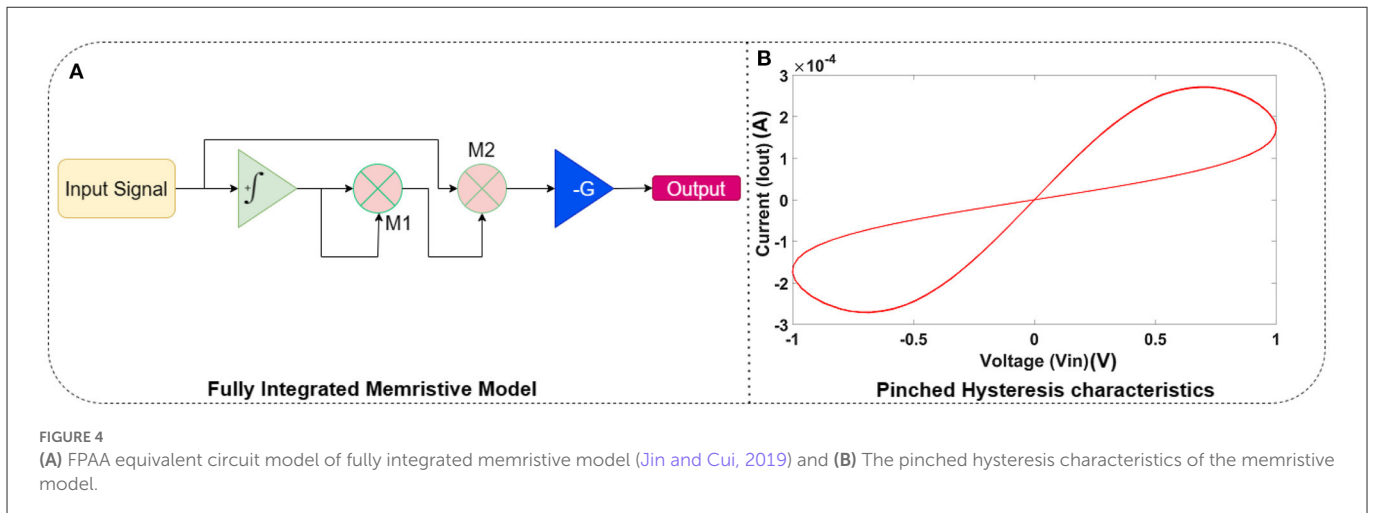 A
Input Signal
+∫
M1
M2
-G
Output
Fully Integrated Memristive Model
B
×10⁻⁴
3
2
1
0
-1
-2
-3
Current (Iout) (A)
-1
-0.5
0
0.5
1
Voltage (Vin)(V)
Pinched Hysteresis characteristics
FIGURE 4
(A) FPAA equivalent circuit model of fully integrated memristive model (Jin and Cui, 2019) and (B) The pinched hysteresis characteristics of the memristive
model.